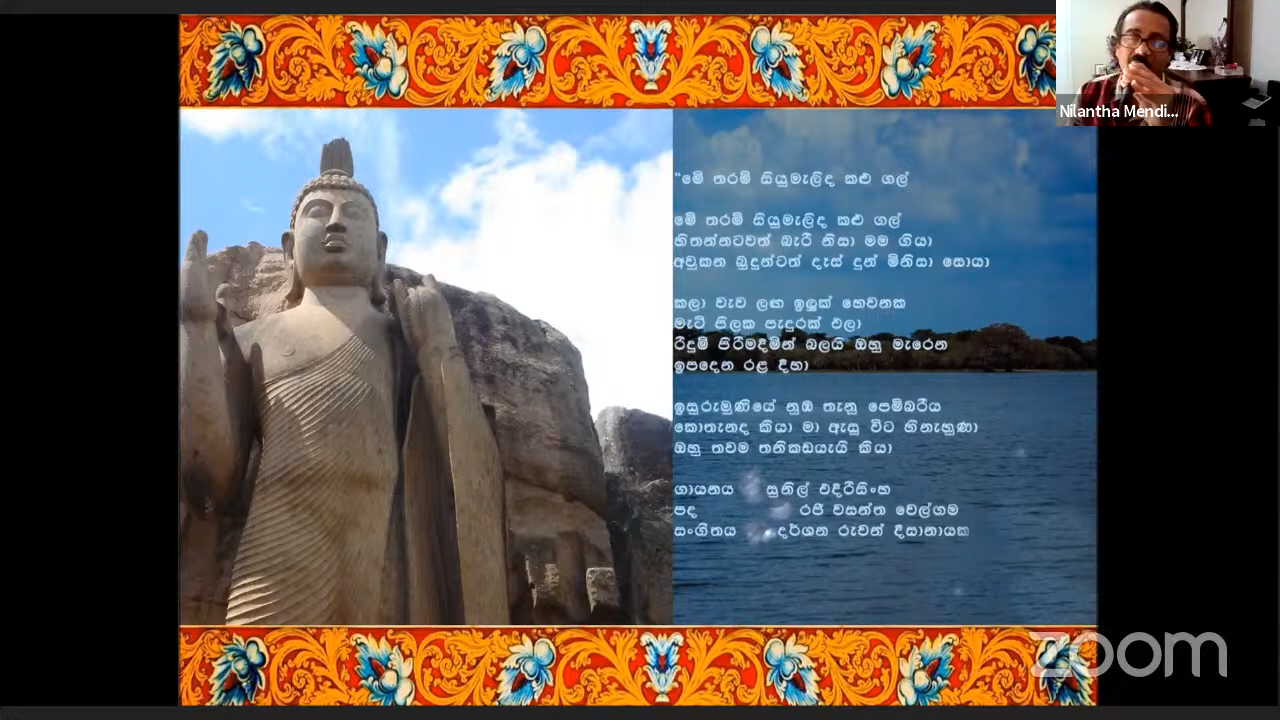 Nilantha Mendi...
“මේ තරම් සියුමැලිද කළු ගල්
මේ තරම් සියුමැලිද කළු ගල්
හිතන්නටවත් බැරි නිසා මම ගියා
අවුකන බුදුන්ටත් දෑස් දුන් මිනිසා සොයා
කලා වැව ලඟ ඉලුක් හෙවනක
මැටි පිලක පැදුරක් එලා
රිදුම් පිරිමදිමින් බලයි ඔහු මැරෙන
ඉපදෙන රළ දිහා
ඉසුරුමුණියේ නුඹ තැනු පෙම්බරිය
කොතැනද කියා මා ඇසු විට හිනැහුණා
ඔහු තවම තනිකඩයැයි කියා
ගායනය සුනිල් එදිරිසිංහ
පද රජී වසන්ත වෙල්ගම
සංගීතය දර්ශන රුවන් දිසානායක
zoom